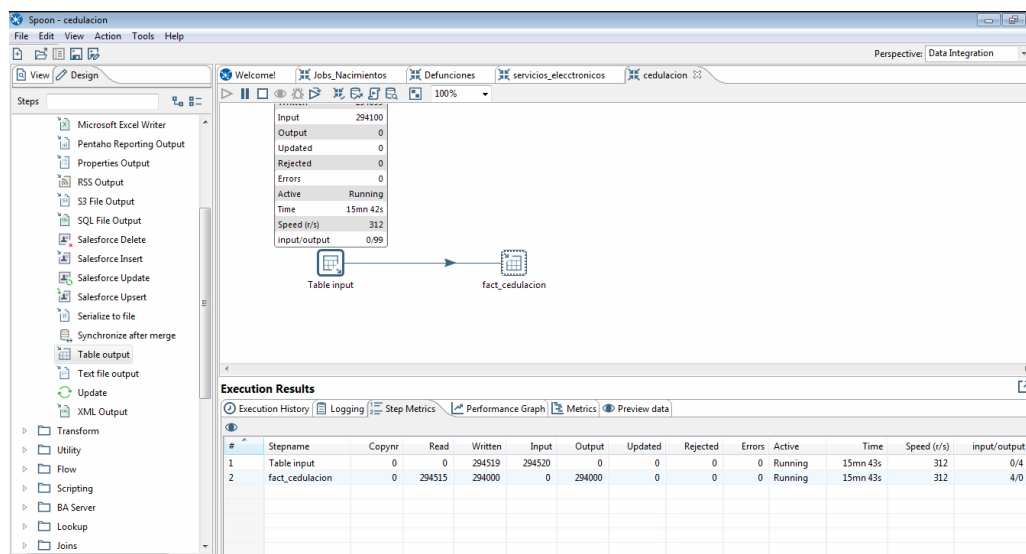 Spoon - cedulacion
File Edit View Action Tools Help
Perspective: Data Integration
View Design
Steps
Microsoft Excel Writer
Pentaho Reporting Output
Properties Output
RSS Output
S3 File Output
SQL File Output
Salesforce Delete
Salesforce Insert
Salesforce Update
Salesforce Upsert
Serialize to file
Synchronize after merge
Table output
Text file output
Update
XML Output
Transform
Utility
Flow
Scripting
BA Server
Lookup
Joins
Welcome! Jobs_Nacimientos Defunciones servicios_elecctronicos cedulacion
100%
Input 294100
Output 0
Updated 0
Rejected 0
Errors 0
Active Running
Time 15mn 42s
Speed (r/s) 312
input/output 0/99
Table input fact_cedulacion
Execution Results
Execution History Logging Step Metrics Performance Graph Metrics Preview data
# Stepname Copynr Read Written Input Output Updated Rejected Errors Active Time Speed (r/s) input/output
1 Table input 0 0 294519 294520 0 0 0 0 Running 15mn 43s 312 0/4
2 fact_cedulacion 0 294515 294000 0 294000 0 0 0 Running 15mn 43s 312 4/0